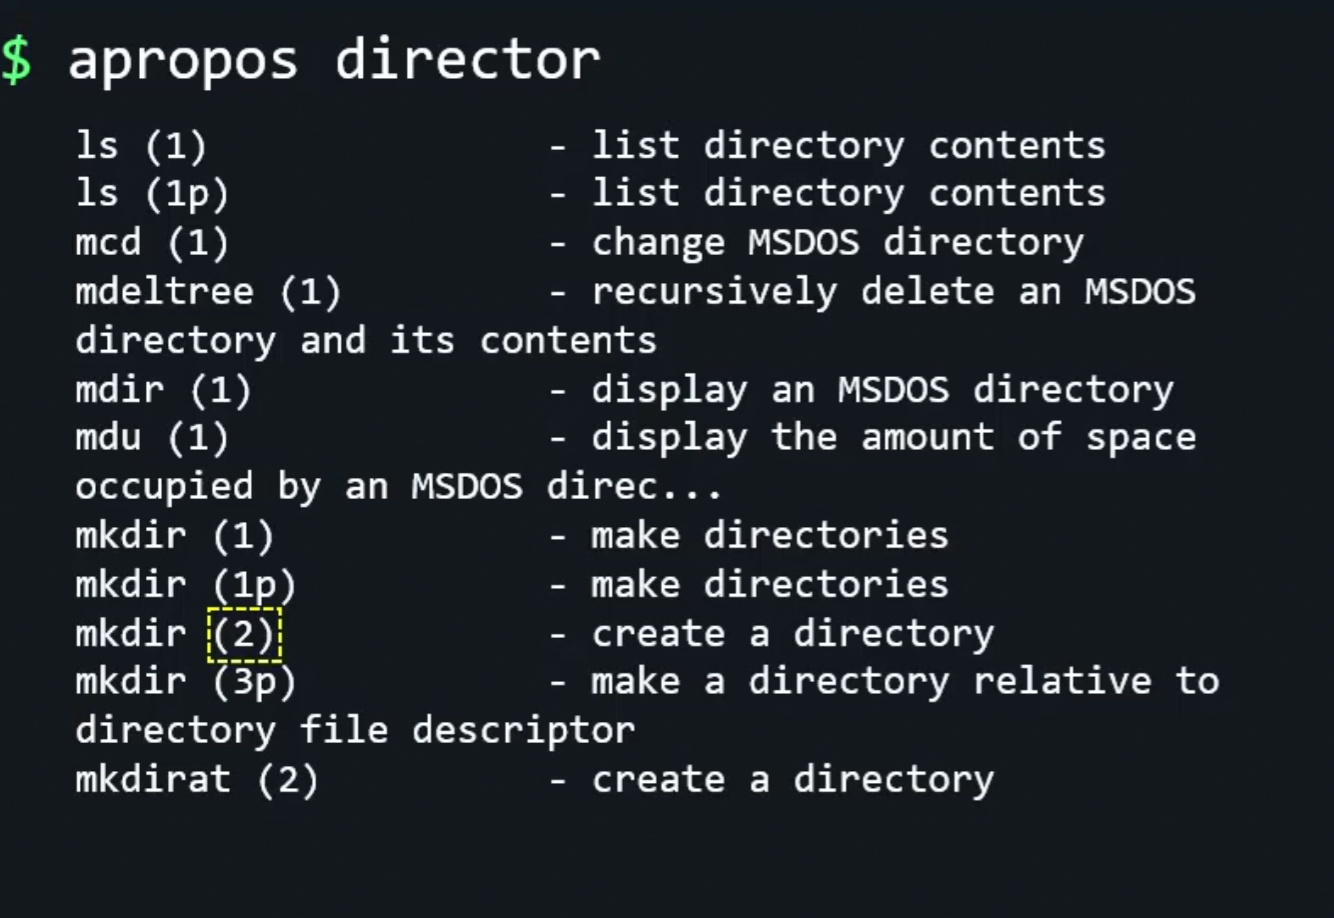 $ apropos director
ls (1) - list directory contents
ls (1p) - list directory contents
mcd (1) - change MSDOS directory
mdeltree (1) - recursively delete an MSDOS
directory and its contents
mdir (1) - display an MSDOS directory
mdu (1) - display the amount of space
occupied by an MSDOS direc...
mkdir (1) - make directories
mkdir (1p) - make directories
mkdir (2) - create a directory
mkdir (3p) - make a directory relative to
directory file descriptor
mkdirat (2) - create a directory